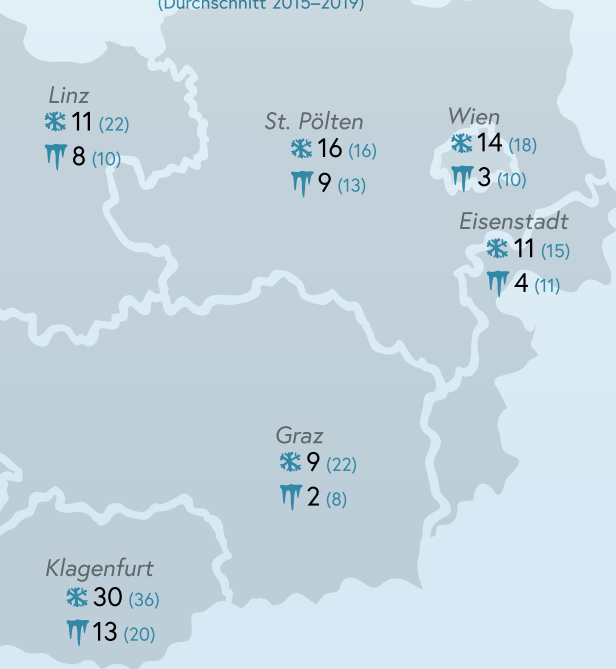 (Durchschnitt 2015–2019)
Linz
11 (22)
8 (10)
St. Pölten
16 (16)
9 (13)
Wien
14 (18)
3 (10)
Eisenstadt
11 (15)
4 (11)
Graz
9 (22)
2 (8)
Klagenfurt
30 (36)
13 (20)